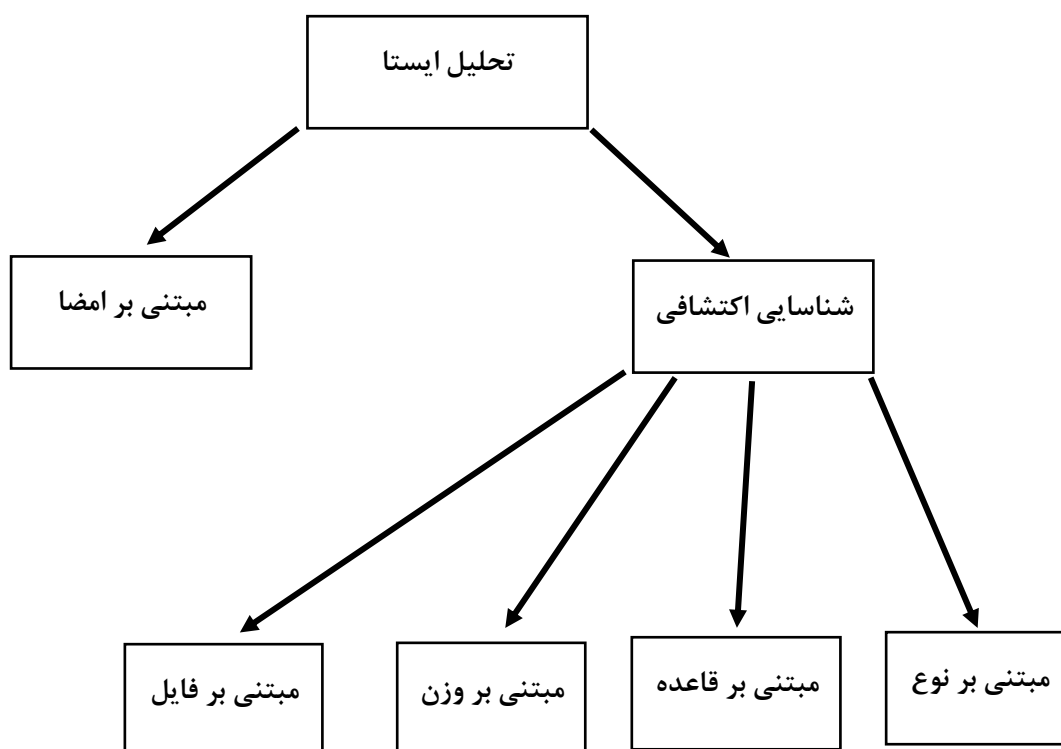 تحلیل ایستا
شناسایی اکتشافی
مبتنی بر امضا
مبتنی بر نوع
مبتنی بر قاعده
مبتنی بر وزن
مبتنی بر فایل